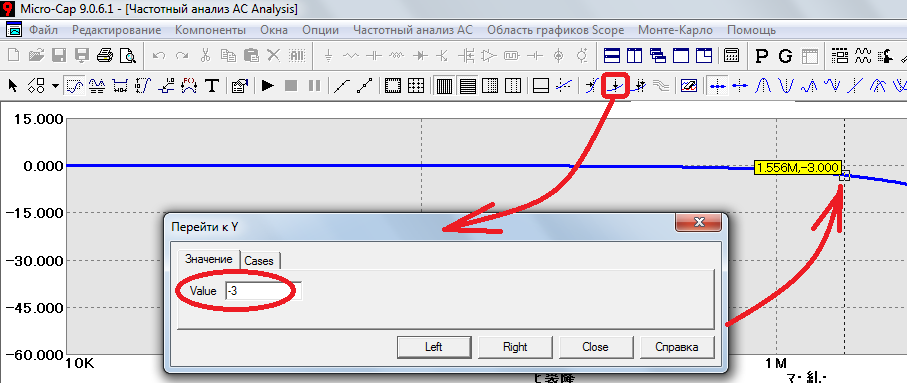 Micro-Cap 9.0.6.1 - [Частотный анализ AC Analysis]
Файл Редактирование Компоненты Окна Опции Частотный анализ AC Область графиков Scope Монте-Карло Помощь
P G
15.000
0.000
1.556M,-3.000
-15.000
-30.000
-45.000
-60.000
10K
1M
Перейти к Y
Значение Cases
Value -3
Left Right Close Справка